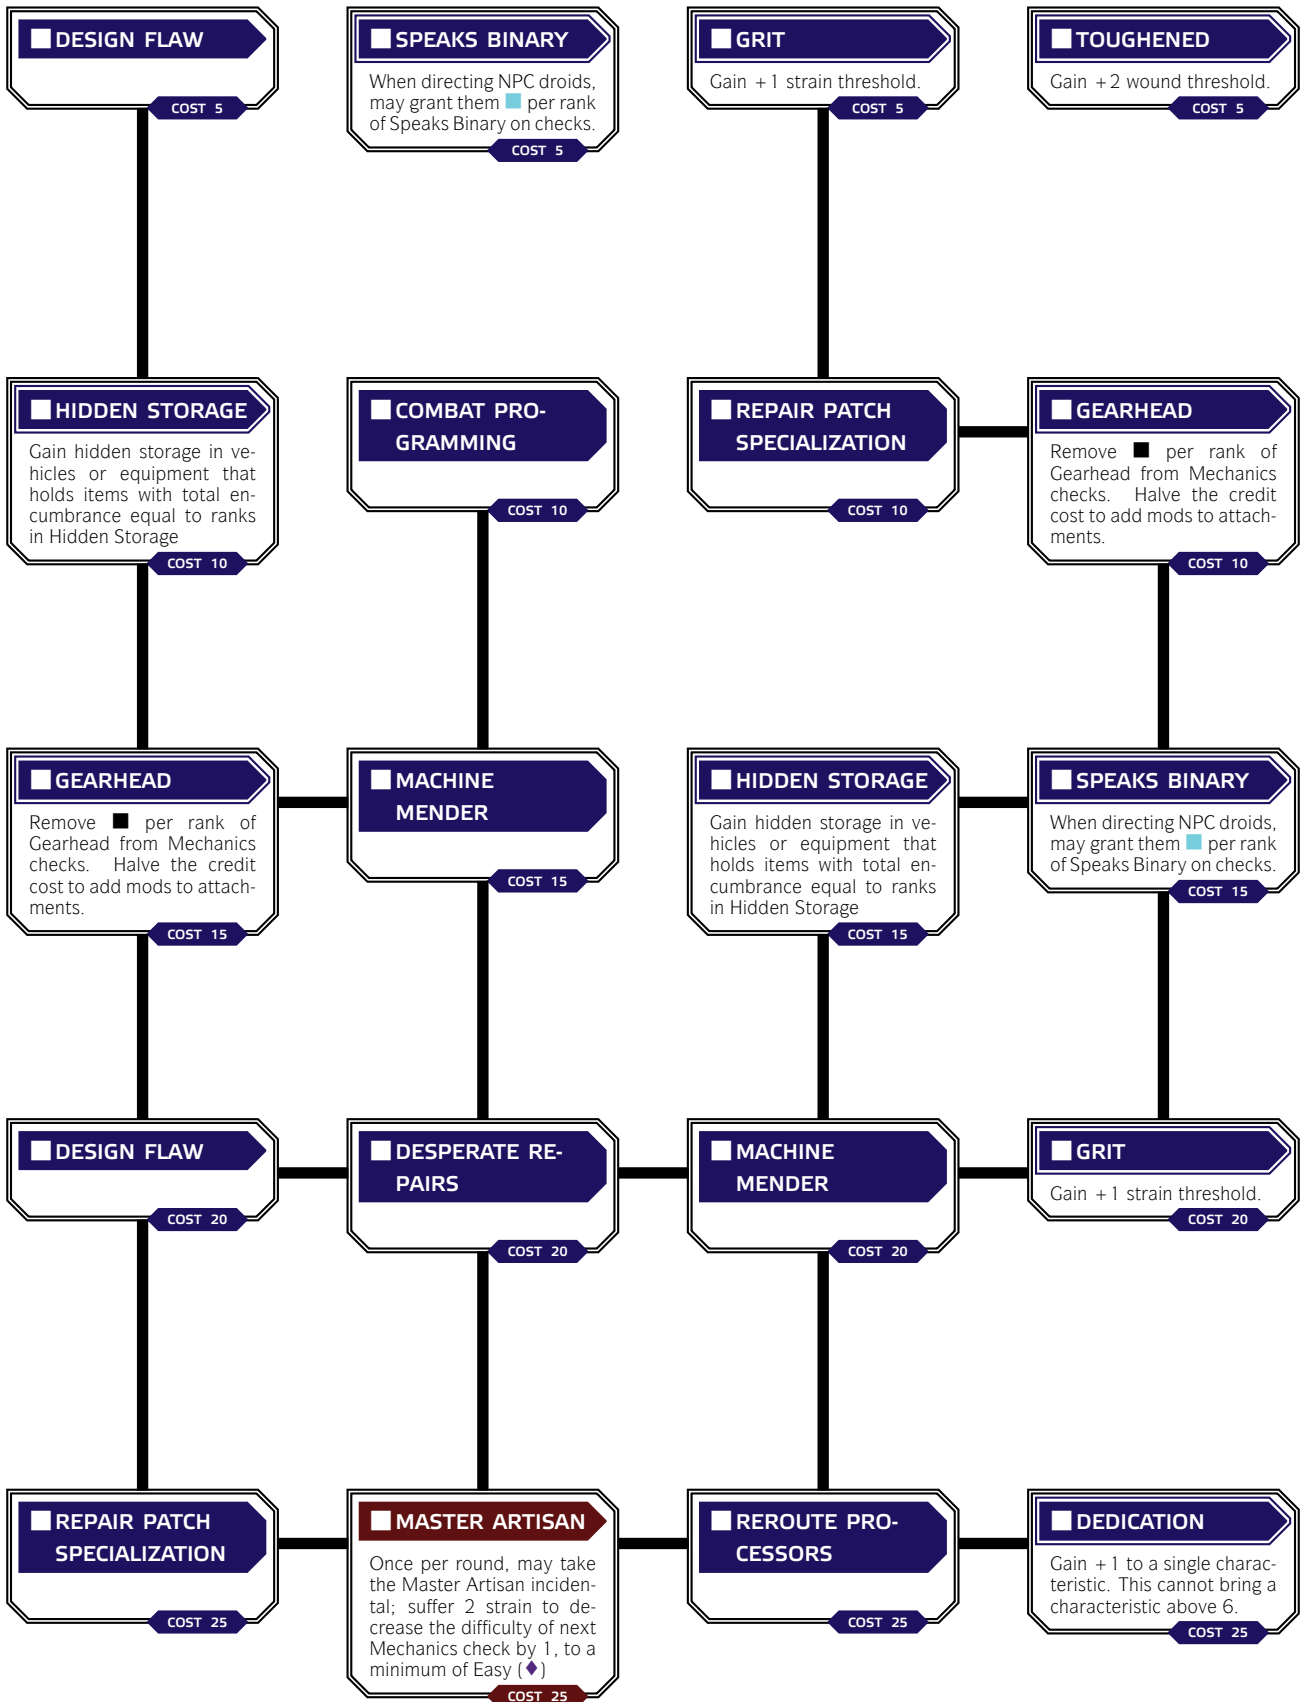 DESIGN FLAW
COST 5
SPEAKS BINARY
When directing NPC droids,
may grant them per rank
of Speaks Binary on checks.
COST 5
GRIT
Gain +1 strain threshold.
COST 5
TOUGHENED
Gain +2 wound threshold.
COST 5
HIDDEN STORAGE
Gain hidden storage in ve-
hicles or equipment that
holds items with total en-
cumbrance equal to ranks
in Hidden Storage
COST 10
COMBAT PRO-
GRAMMING
COST 10
REPAIR PATCH
SPECIALIZATION
COST 10
GEARHEAD
Remove ■ per rank of
Gearhead from Mechanics
checks. Halve the credit
cost to add mods to attach-
ments.
COST 10
GEARHEAD
Remove ■ per rank of
Gearhead from Mechanics
checks. Halve the credit
cost to add mods to attach-
ments.
COST 15
MACHINE
MENDER
COST 15
HIDDEN STORAGE
Gain hidden storage in ve-
hicles or equipment that
holds items with total en-
cumbrance equal to ranks
in Hidden Storage
COST 15
SPEAKS BINARY
When directing NPC droids,
may grant them ■ per rank
of Speaks Binary on checks.
COST 15
DESIGN FLAW
COST 20
DESPERATE RE-
PAIRS
COST 20
MACHINE
MENDER
COST 20
GRIT
Gain +1 strain threshold.
COST 20
REPAIR PATCH
SPECIALIZATION
COST 25
MASTER ARTISAN
Once per round, may take
the Master Artisan inciden-
tal; suffer 2 strain to de-
crease the difficulty of next
Mechanics check by 1, to a
minimum of Easy (♦)
COST 25
REROUTE PRO-
CESSORS
COST 25
DEDICATION
Gain +1 to a single charac-
teristic. This cannot bring a
characteristic above 6.
COST 25